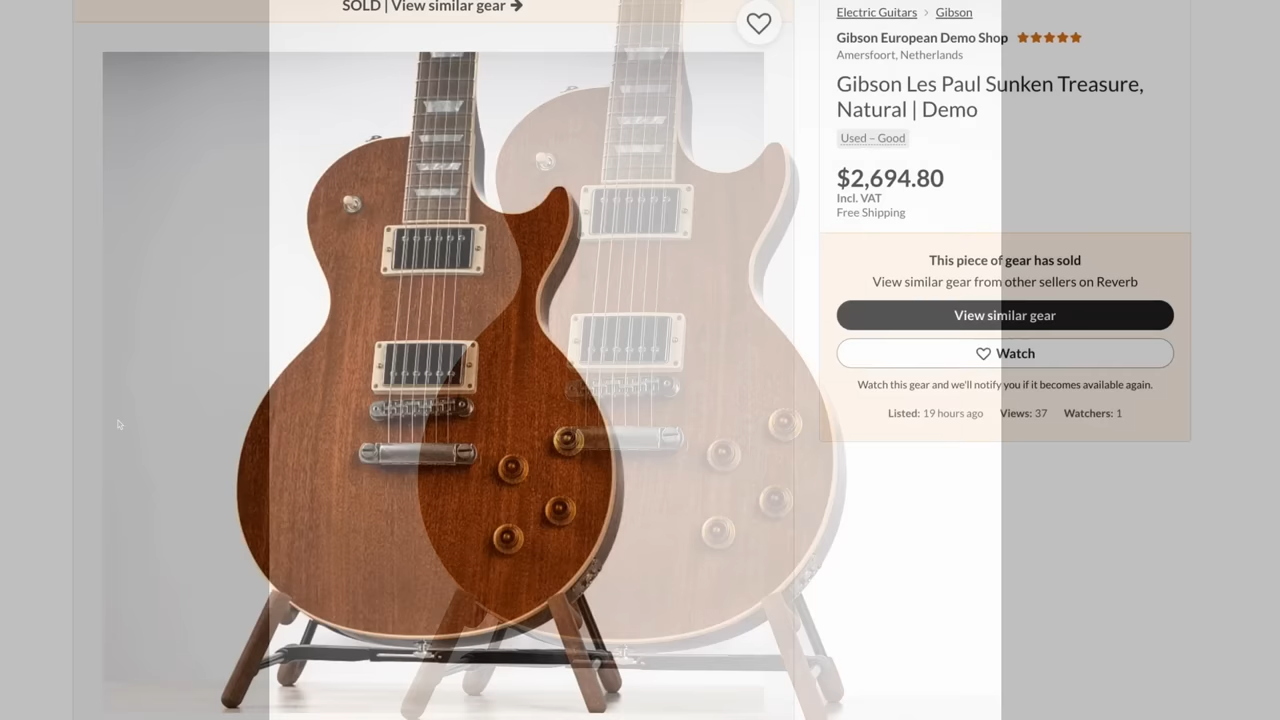 SOLD | View similar gear →
Electric Guitars > Gibson
Gibson European Demo Shop
Amersfoort, Netherlands
Gibson Les Paul Sunken Treasure,
Natural | Demo
Used – Good
$2,694.80
Incl. VAT
Free Shipping
This piece of gear has sold
View similar gear from other sellers on Reverb
View similar gear
Watch
Watch this gear and we'll notify you if it becomes available again.
Listed: 19 hours ago Views: 37 Watchers: 1